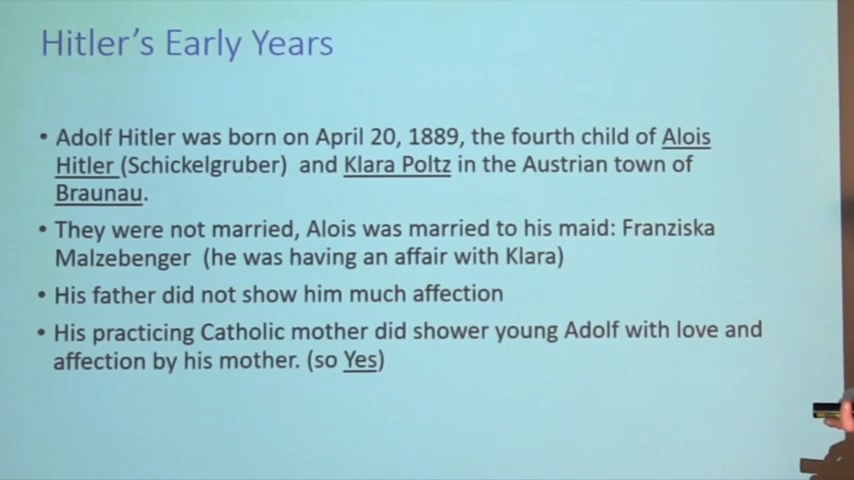 Hitler's Early Years
• Adolf Hitler was born on April 20, 1889, the fourth child of Alois
Hitler (Schickelgruber) and Klara Poltz in the Austrian town of
Braunau.
• They were not married, Alois was married to his maid: Franziska
Malzebenger (he was having an affair with Klara)
• His father did not show him much affection
• His practicing Catholic mother did shower young Adolf with love and
affection by his mother. (so Yes)